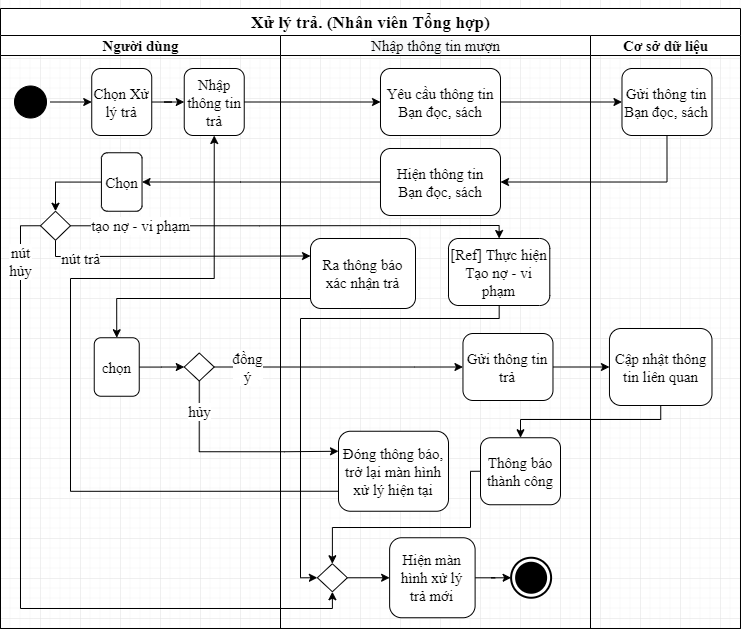 Xử lý trả. (Nhân viên Tổng hợp)
Người dùng
Nhập thông tin mượn
Cơ sở dữ liệu
Chọn Xử
lý trả
Nhập
thông tin
trả
Yêu cầu thông tin
Bạn đọc, sách
Gửi thông tin
Bạn đọc, sách
Hiện thông tin
Bạn đọc, sách
Chọn
tạo nợ - vi phạm
nút
hủy
nút trả
Ra thông báo
xác nhận trả
[Ref] Thực hiện
Tạo nợ - vi
phạm
chọn
đồng
ý
Gửi thông tin
trả
Cập nhật thông
tin liên quan
hủy
Đóng thông báo,
trở lại màn hình
xử lý hiện tại
Thông báo
thành công
Hiện màn
hình xử lý
trả mới